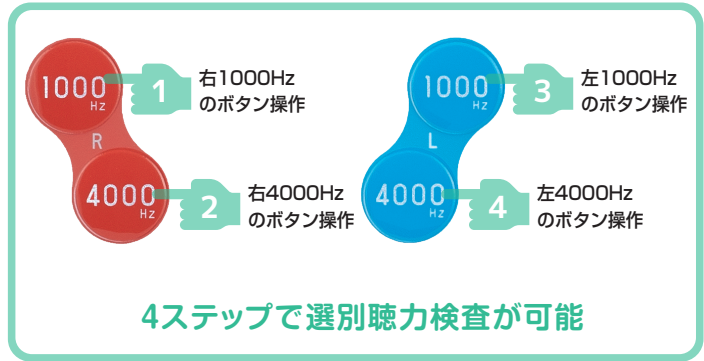 1000
Hz
R
4000
Hz
1
右1000Hz
のボタン操作
2
右4000Hz
のボタン操作
1000
Hz
L
4000
Hz
3
左1000Hz
のボタン操作
4
左4000Hz
のボタン操作
4ステップで選別聴力検査が可能